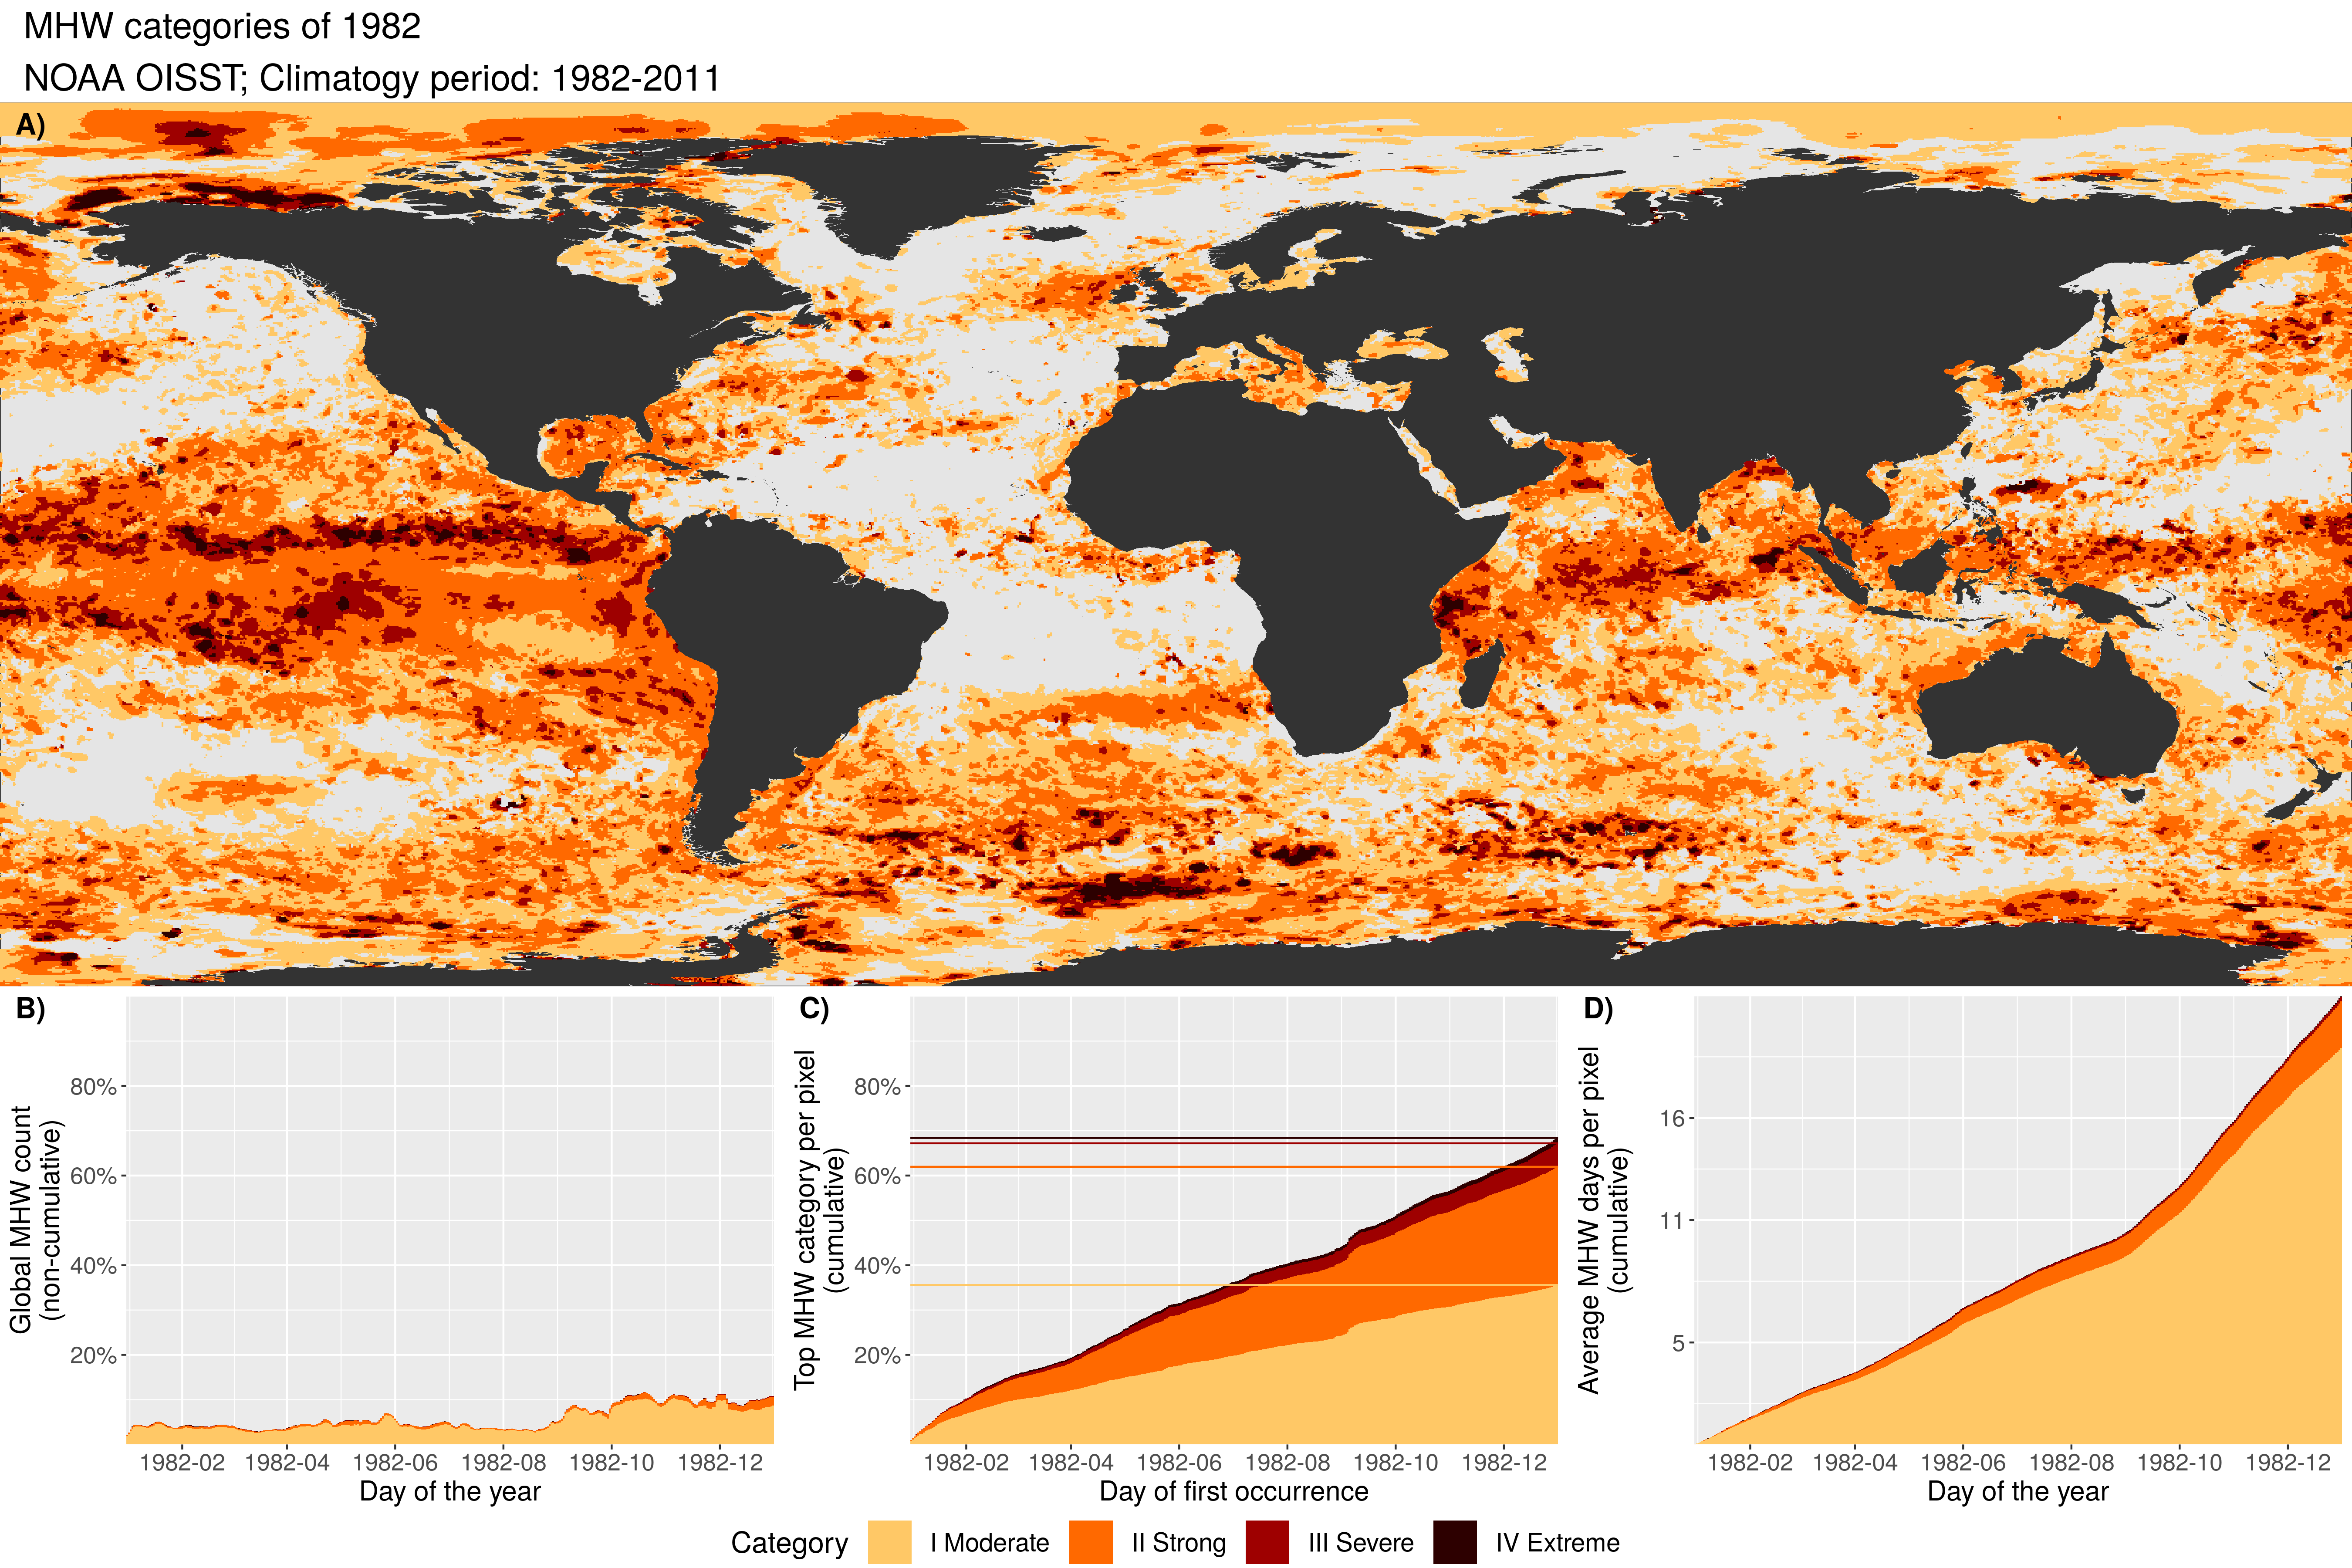 MHW categories of 1982
NOAA OISST; Climatogy period: 1982-2011
A)
B)
Global MHW count
(non-cumulative)
80%
60%
40%
20%
1982-02 1982-04 1982-06 1982-08 1982-10 1982-12
Day of the year
C)
Top MHW category per pixel
(cumulative)
80%
60%
40%
20%
1982-02 1982-04 1982-06 1982-08 1982-10 1982-12
Day of first occurrence
D)
Average MHW days per pixel
(cumulative)
16
11
5
1982-02 1982-04 1982-06 1982-08 1982-10 1982-12
Day of the year
Category I Moderate II Strong III Severe IV Extreme